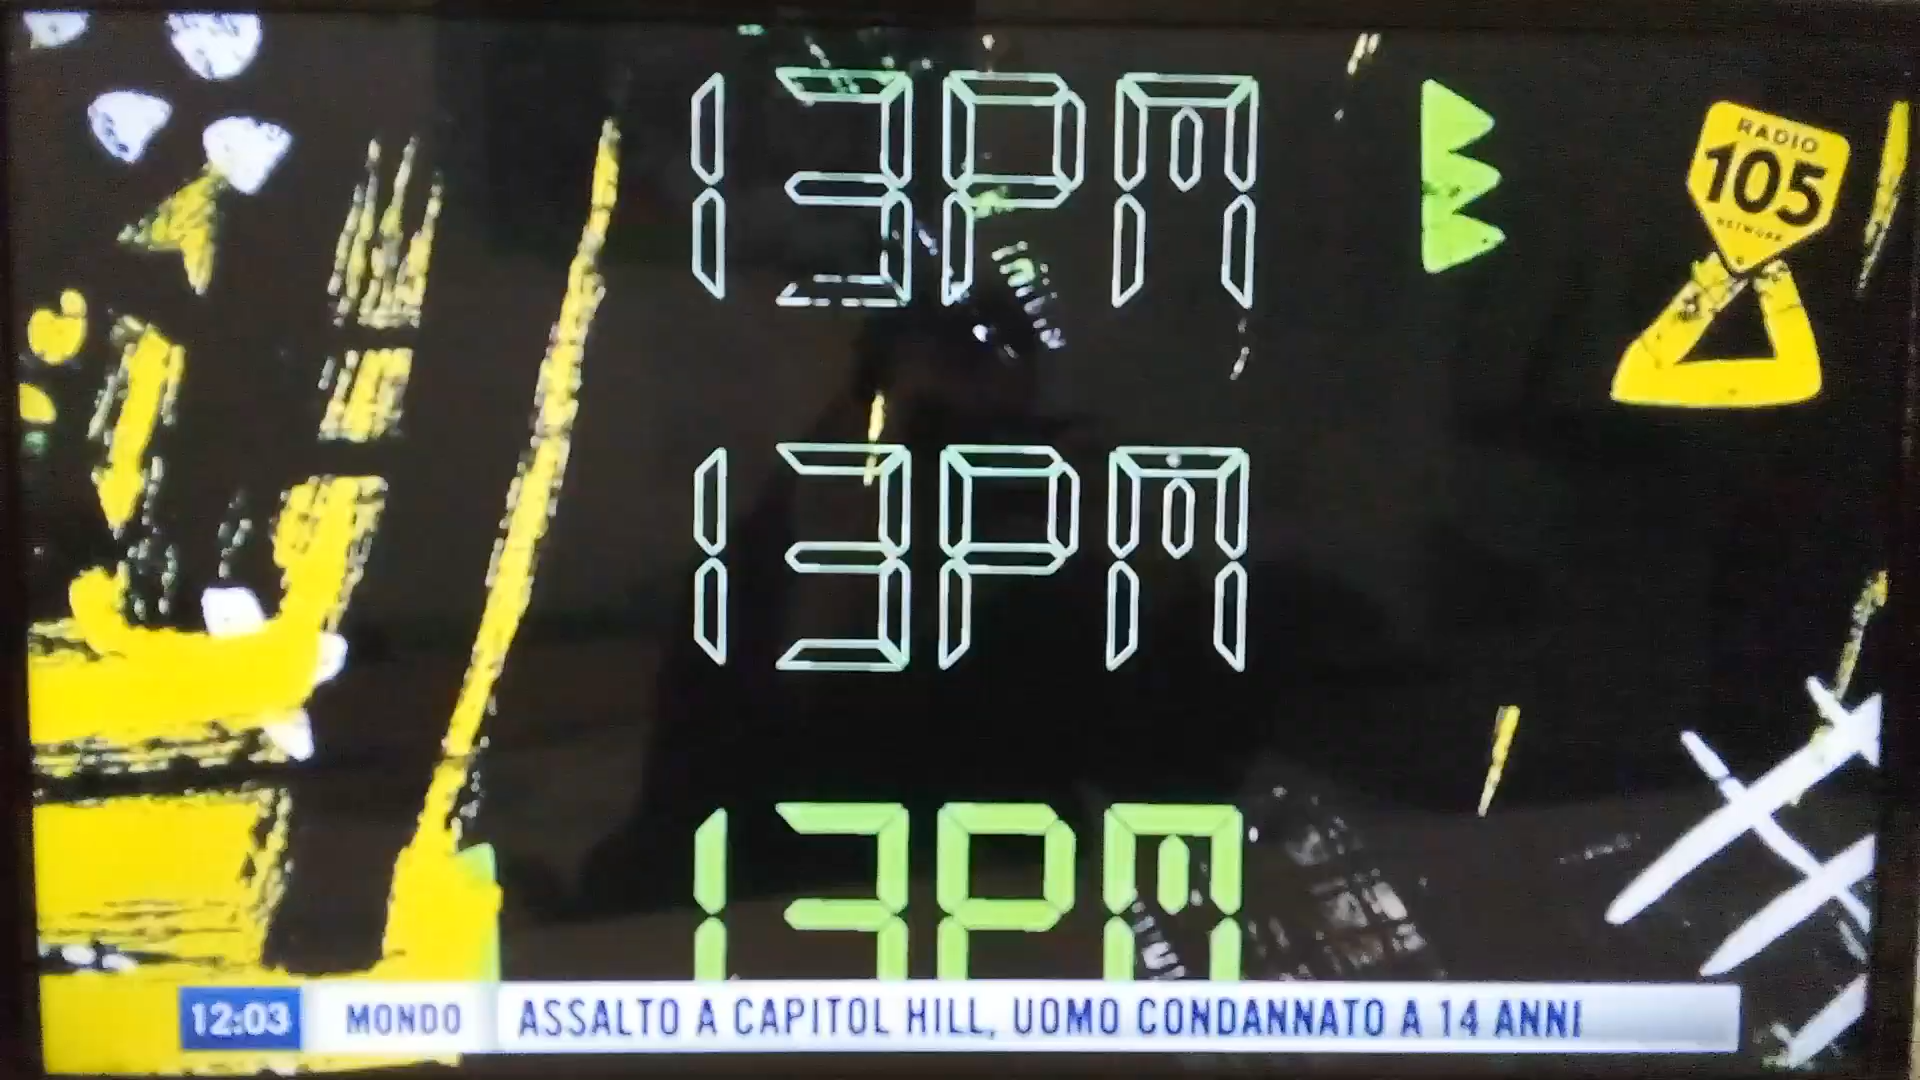 13PM
RADIO
105
NETWORK
13PM
13PM
12:03 MONDO ASSALTO A CAPITOL HILL, UOMO CONDANNATO A 14 ANNI